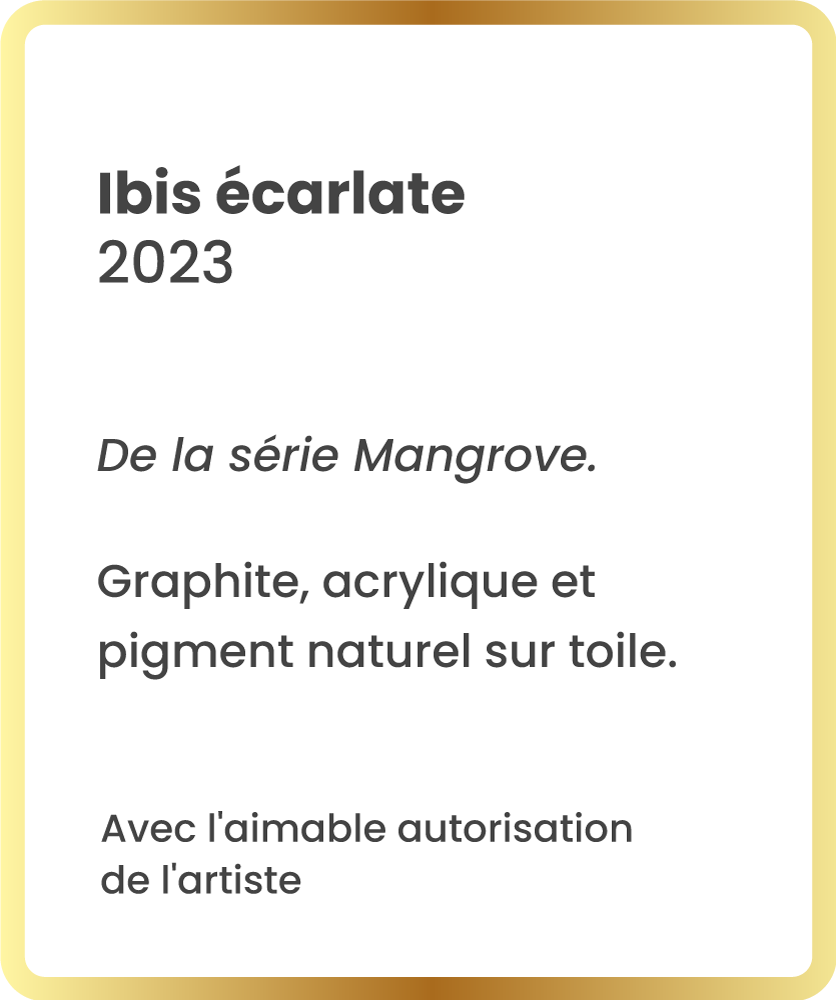 Ibis écarlate
2023
De la série Mangrove.
Graphite, acrylique et
pigment naturel sur toile.
Avec l'aimable autorisation
de l'artiste